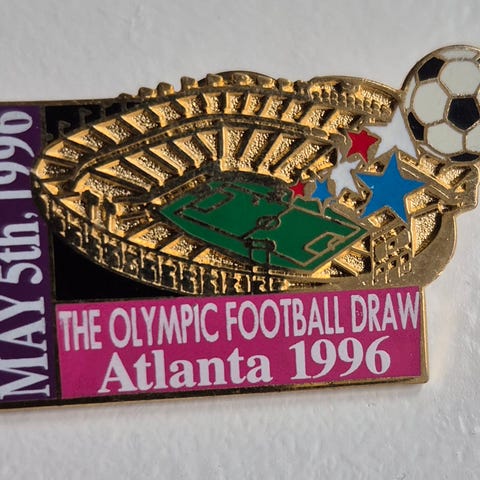 MAY 5th, 1996
THE OLYMPIC FOOTBALL DRAW
Atlanta 1996